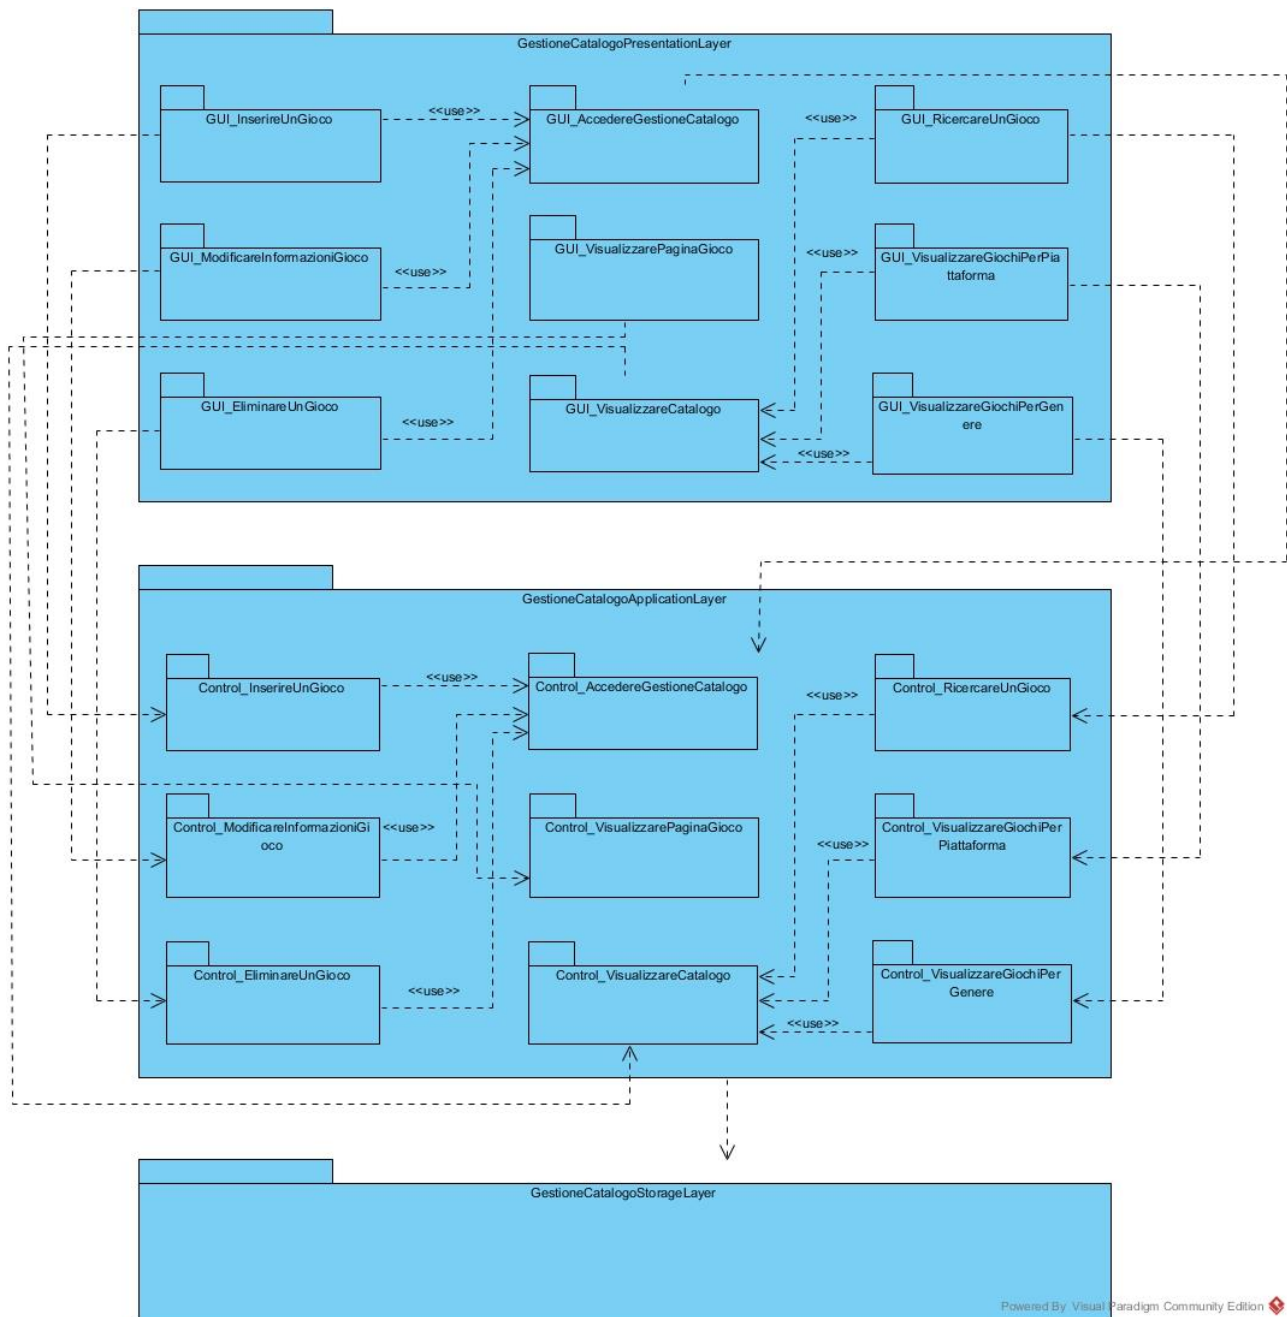 GestioneCatalogoPresentationLayer
GUI_InserireUnGioco
<<use>>
GUI_AccedereGestioneCatalogo
<<use>>
GUI_RicercareUnGioco
GUI_ModificareInformazioniGioco
<<use>>
GUI_VisualizzarePaginaGioco
<<use>>
GUI_VisualizzareGiochiPerPia
ttaforma
GUI_EliminareUnGioco
<<use>>
GUI_VisualizzareCatalogo
<<use>>
GUI_VisualizzareGiochiPerGen
ere
GestioneCatalogoApplicationLayer
Control_InserireUnGioco
<<use>>
Control_AccedereGestioneCatalogo
<<use>>
Control_RicercareUnGioco
Control_ModificareInformazioniGi
oco
<<use>>
Control_VisualizzarePaginaGioco
<<use>>
Control_VisualizzareGiochiPer
Piattaforma
Control_EliminareUnGioco
<<use>>
Control_VisualizzareCatalogo
<<use>>
Control_VisualizzareGiochiPer
Genere
GestioneCatalogoStorageLayer
Powered By Visual Paradigm Community Edition